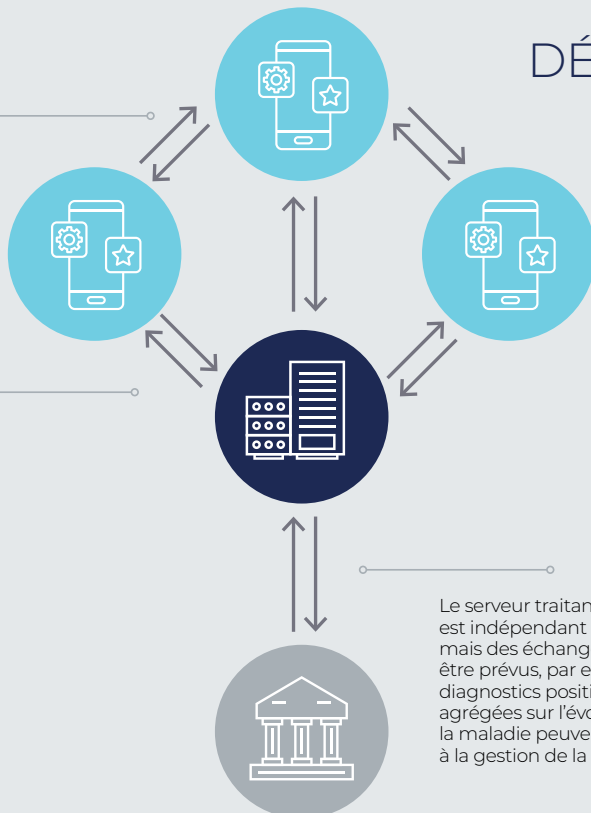 DÉ
Le serveur traitan
est indépendant
mais des échang
être prévus, par e
diagnostics positi
agrégées sur l'évo
la maladie peuve
à la gestion de la